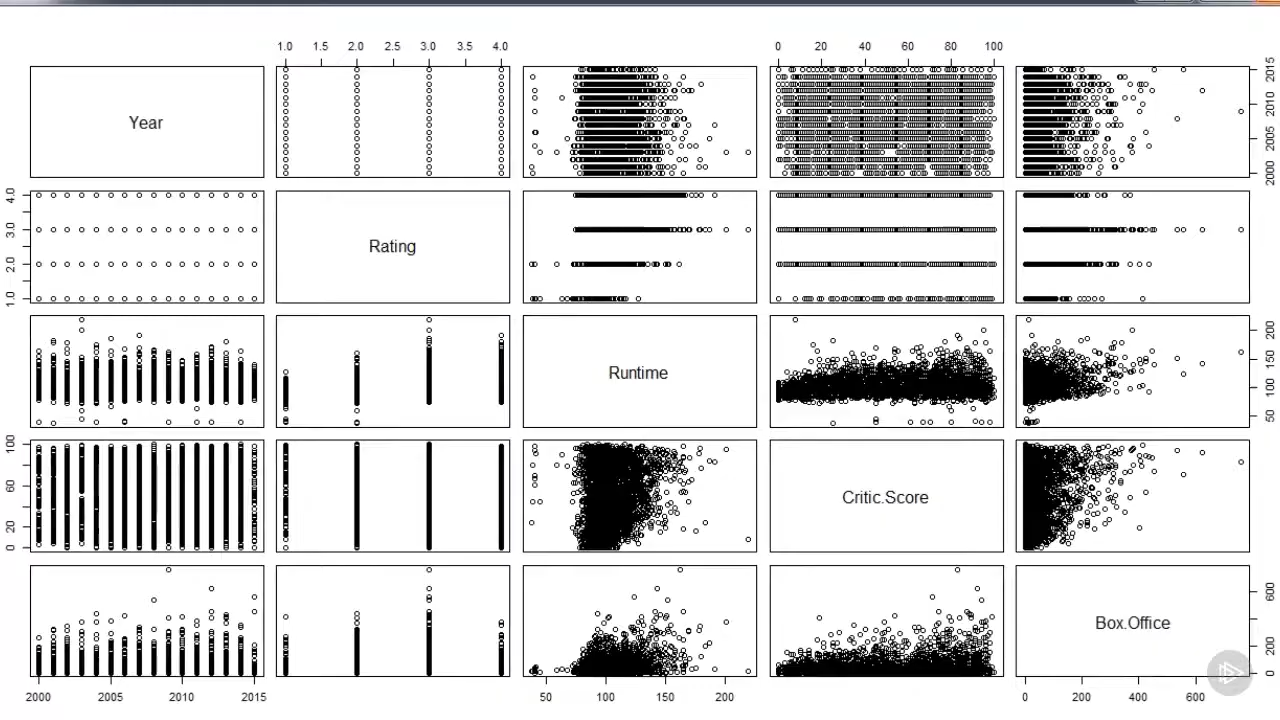 1.0 1.5 2.0 2.5 3.0 3.5 4.0 0 20 40 60 80 100
Year
2000 2005 2010 2015
1.0 2.0 3.0 4.0
Rating
Runtime
50 100 150 200
0 20 60 100
Critic.Score
Box.Office
0 200 600
2000 2005 2010 2015 50 100 150 200 0 200 400 600